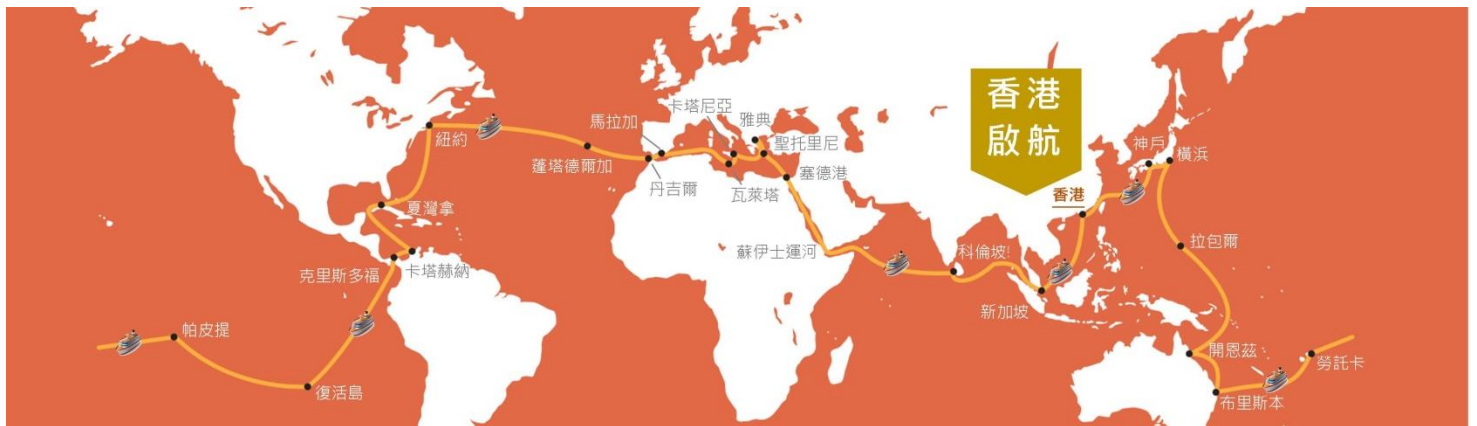 香港
啟航
卡塔尼亞
雅典
馬拉加
聖托里尼
紐約
蓬塔德爾加
丹吉爾
瓦萊塔
塞德港
神戶
橫浜
香港
夏灣拿
拉包爾
蘇伊士運河
科倫坡!
克里斯多福
卡塔赫納
新加坡
帕皮提
開恩茲
勞託卡
復活島
布里斯本